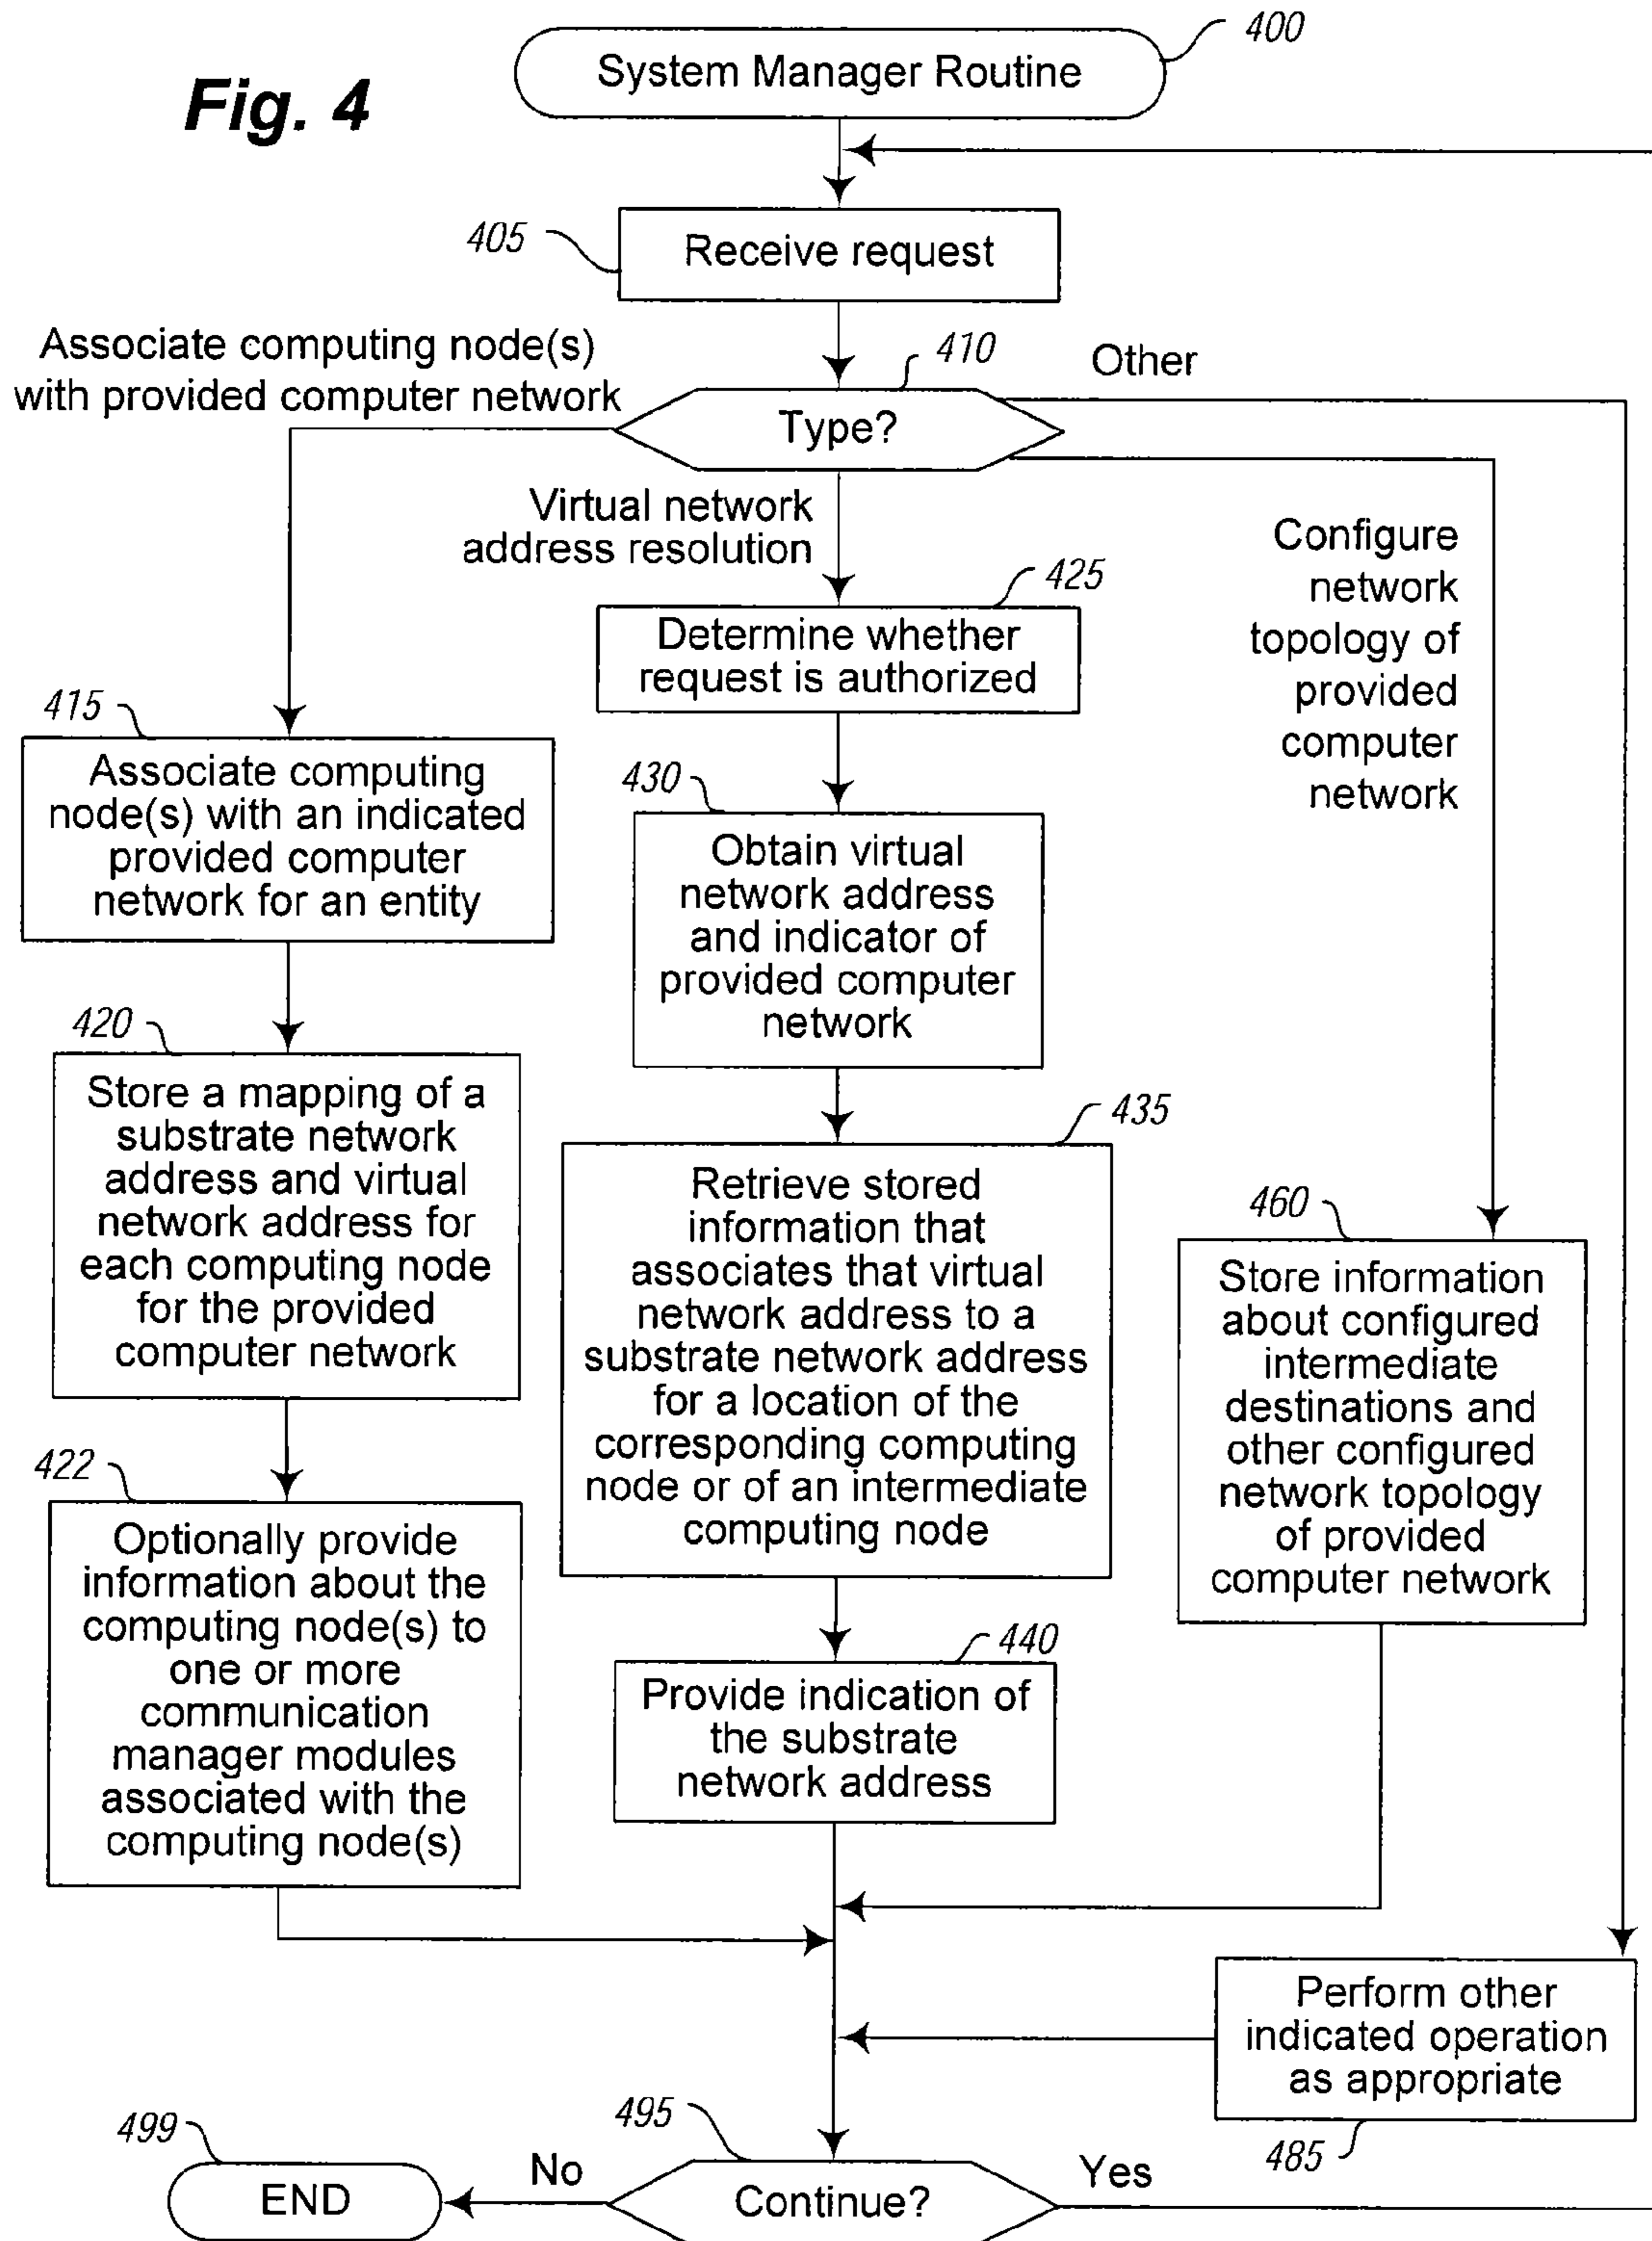 Fig. 4
System Manager Routine
400
405
Receive request
Associate computing node(s)
with provided computer network
410
Other
Type?
Virtual network
address resolution
Configure
network
topology of
provided
computer
network
425
Determine whether
request is authorized
415
Associate computing
node(s) with an indicated
provided computer
network for an entity
430
Obtain virtual
network address
and indicator of
provided computer
network
420
Store a mapping of a
substrate network
address and virtual
network address for
each computing node
for the provided
computer network
435
Retrieve stored
information that
associates that virtual
network address to a
substrate network address
for a location of the
corresponding computing
node or of an intermediate
computing node
460
Store information
about configured
intermediate
destinations and
other configured
network topology
of provided
computer network
422
Optionally provide
information about the
computing node(s) to
one or more
communication
manager modules
associated with the
computing node(s)
440
Provide indication of
the substrate
network address
Perform other
indicated operation
as appropriate
485
495
Continue?
Yes
No
499
END